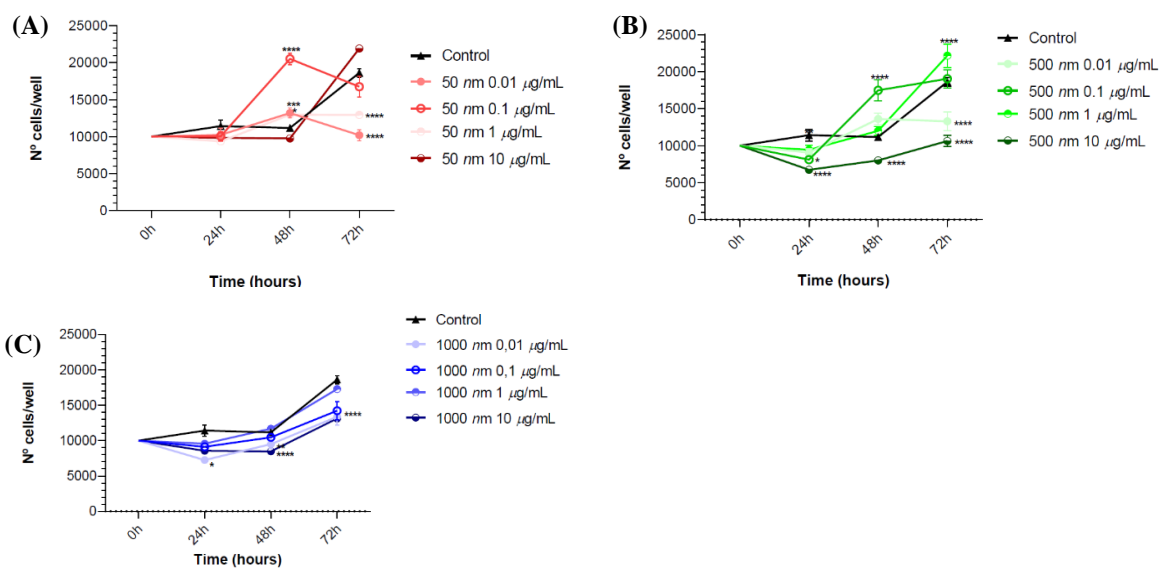 (A)
25000
20000
15000
10000
5000
0
Nº cells/well
****
***
*
****
****
0h
24h
48h
72h
Time (hours)
Control
50 nm 0.01 µg/mL
50 nm 0.1 µg/mL
50 nm 1 µg/mL
50 nm 10 µg/mL
(B)
25000
20000
15000
10000
5000
0
Nº cells/well
****
****
****
*
****
****
****
0h
24h
48h
72h
Time (hours)
Control
500 nm 0.01 µg/mL
500 nm 0.1 µg/mL
500 nm 1 µg/mL
500 nm 10 µg/mL
(C)
25000
20000
15000
10000
5000
0
Nº cells/well
****
**
****
*
0h
24h
48h
72h
Time (hours)
Control
1000 nm 0,01 µg/mL
1000 nm 0,1 µg/mL
1000 nm 1 µg/mL
1000 nm 10 µg/mL